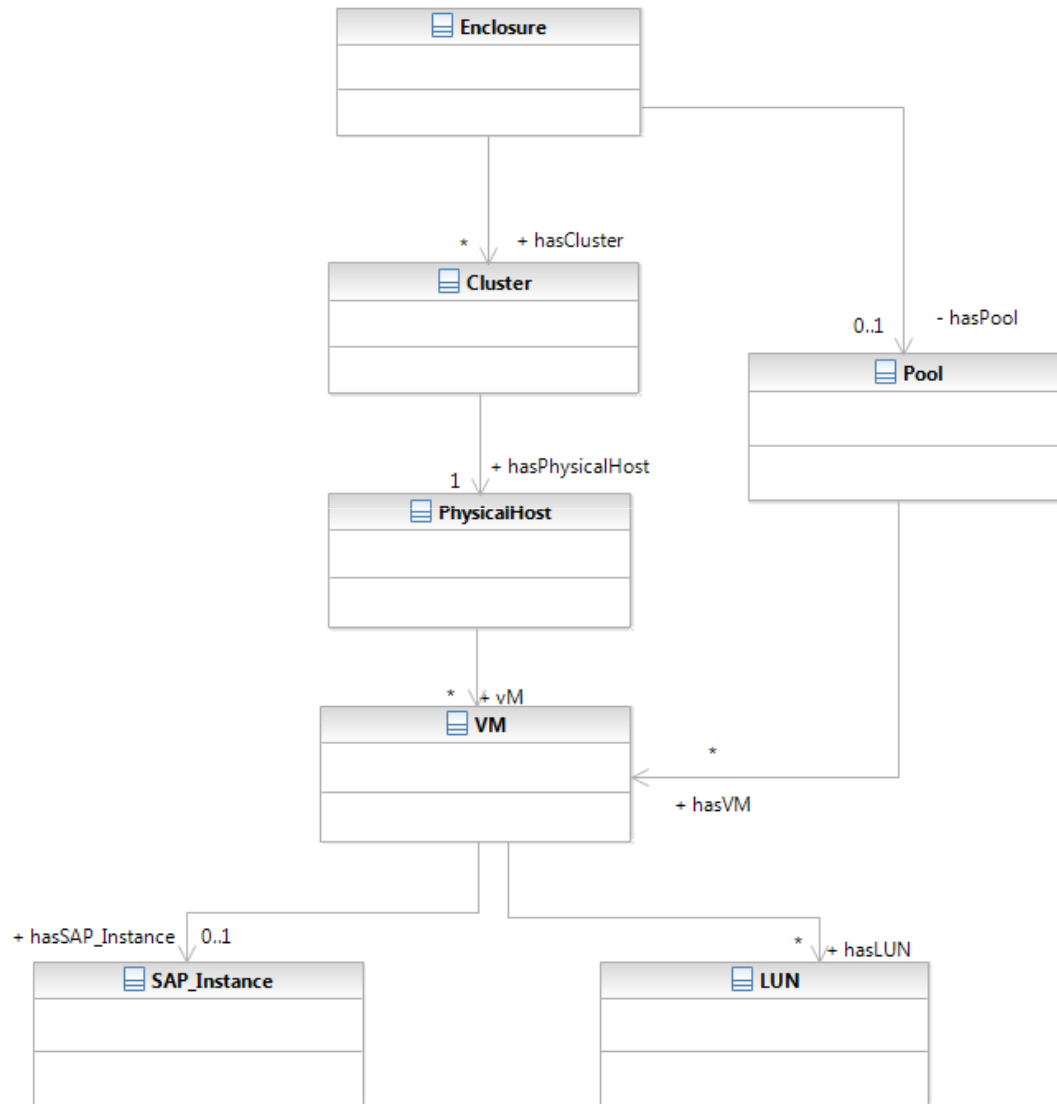 Enclosure
* + hasCluster
Cluster
0..1 - hasPool
Pool
1 + hasPhysicalHost
PhysicalHost
* + vM
VM
*
+ hasVM
+ hasSAP_Instance 0..1
* + hasLUN
SAP_Instance
LUN